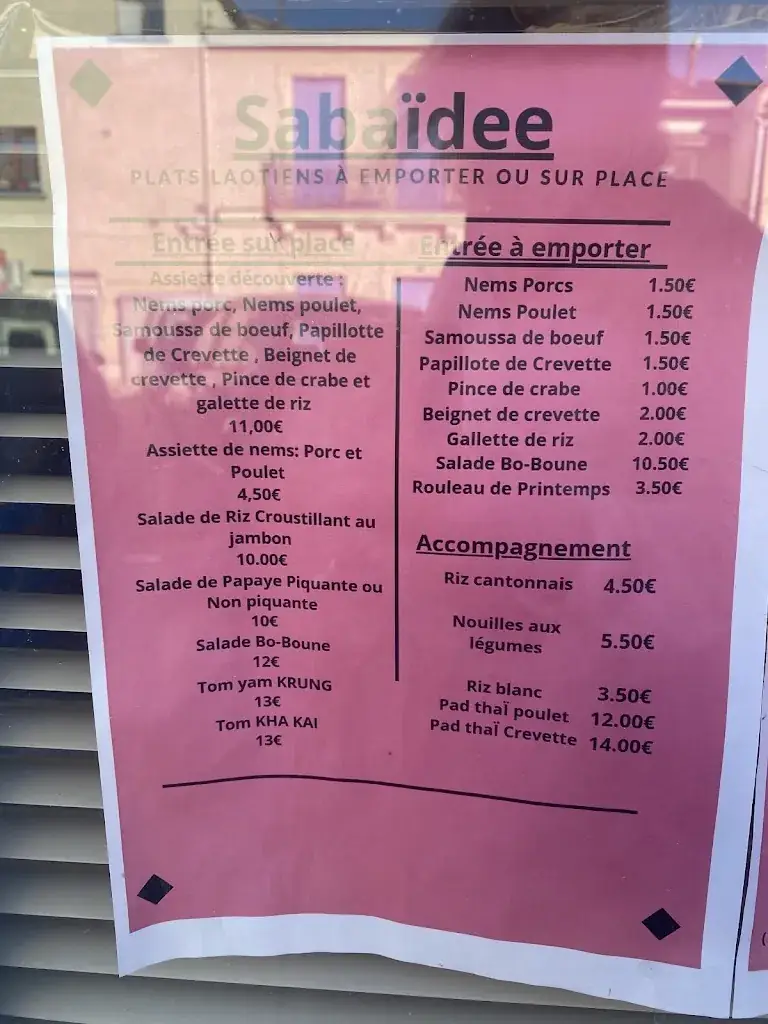 Sabaïdee
PLATS LAOTIENS À EMPORTER OU SUR PLACE
Entrée sur place
Assiette découverte :
Nems porc, Nems poulet,
Samoussa de boeuf, Papillotte
de Crevette , Beignet de
crevette , Pince de crabe et
galette de riz
11,00€
Assiette de nems: Porc et
Poulet
4,50€
Salade de Riz Croustillant au
jambon
10.00€
Salade de Papaye Piquante ou
Non piquante
10€
Salade Bo-Boune
12€
Tom yam KRUNG
13€
Tom KHA KAI
13€
Entrée à emporter
Nems Porcs 1.50€
Nems Poulet 1.50€
Samoussa de boeuf 1.50€
Papillote de Crevette 1.50€
Pince de crabe 1.00€
Beignet de crevette 2.00€
Gallette de riz 2.00€
Salade Bo-Boune 10.50€
Rouleau de Printemps 3.50€
Accompagnement
Riz cantonnais 4.50€
Nouilles aux
légumes 5.50€
Riz blanc 3.50€
Pad thaÏ poulet 12.00€
Pad thaÏ Crevette 14.00€